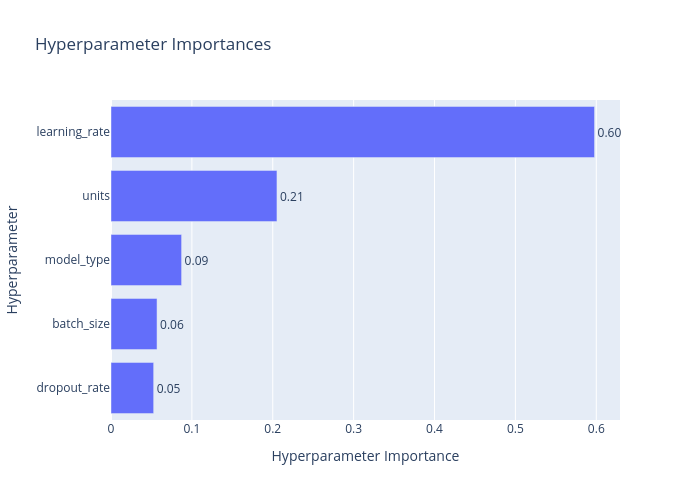 Hyperparameter Importances
Hyperparameter
learning_rate 0.60
units 0.21
model_type 0.09
batch_size 0.06
dropout_rate 0.05
0 0.1 0.2 0.3 0.4 0.5 0.6
Hyperparameter Importance